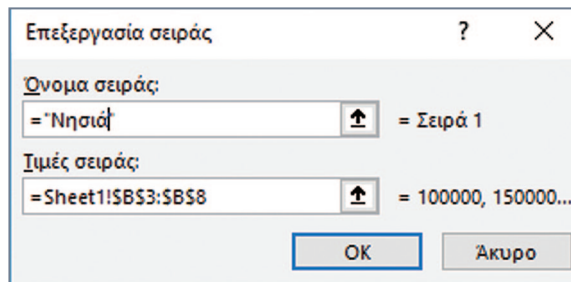 Επεξεργασία σειράς ? ×
Όνομα σειράς:
="Νησιά" = Σειρά 1
Τιμές σειράς:
=Sheet1!$B$3:$B$8 = 100000, 150000...
OK Άκυρο